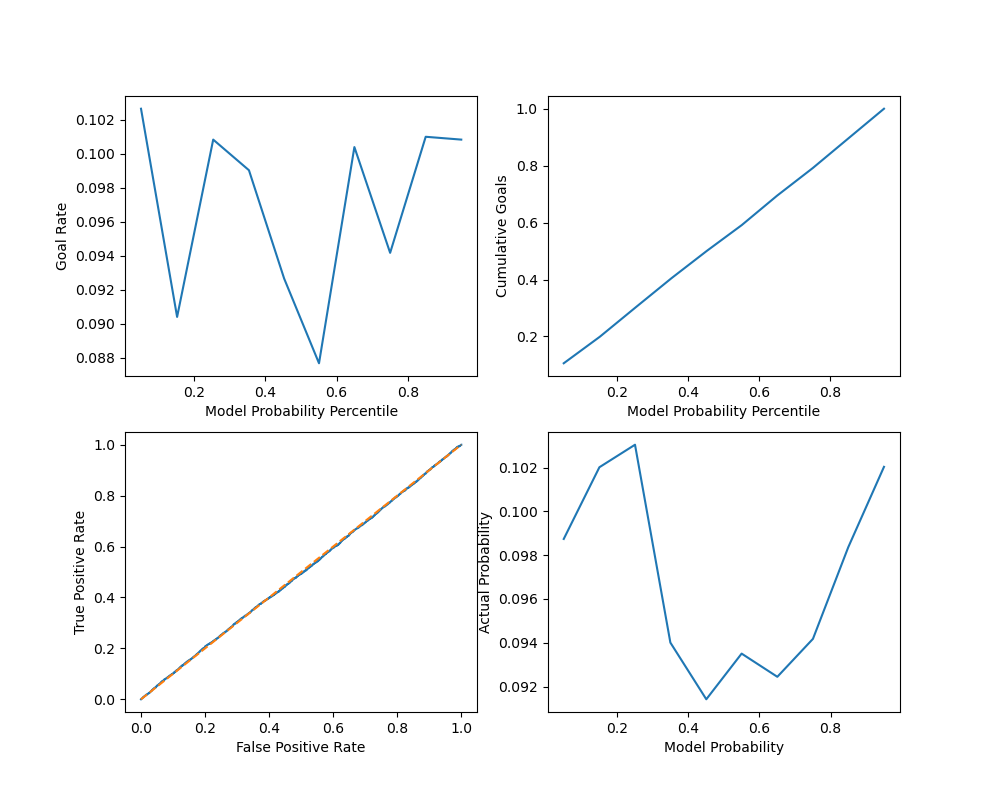 0.102
0.100
0.098
0.096
0.094
0.092
0.090
0.088
Goal Rate
0.2 0.4 0.6 0.8
Model Probability Percentile
1.0
0.8
0.6
0.4
0.2
Cumulative Goals
0.2 0.4 0.6 0.8
Model Probability Percentile
1.0
0.8
0.6
0.4
0.2
0.0
True Positive Rate
0.0 0.2 0.4 0.6 0.8 1.0
False Positive Rate
0.102
0.100
0.098
0.096
0.094
0.092
Actual Probability
0.2 0.4 0.6 0.8
Model Probability